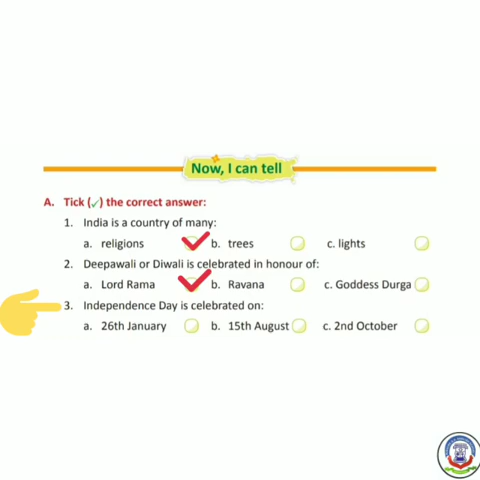 Now, I can tell
A. Tick (✓) the correct answer:
1. India is a country of many:
a. religions b. trees c. lights
2. Deepawali or Diwali is celebrated in honour of:
a. Lord Rama b. Ravana c. Goddess Durga
3. Independence Day is celebrated on:
a. 26th January b. 15th August c. 2nd October